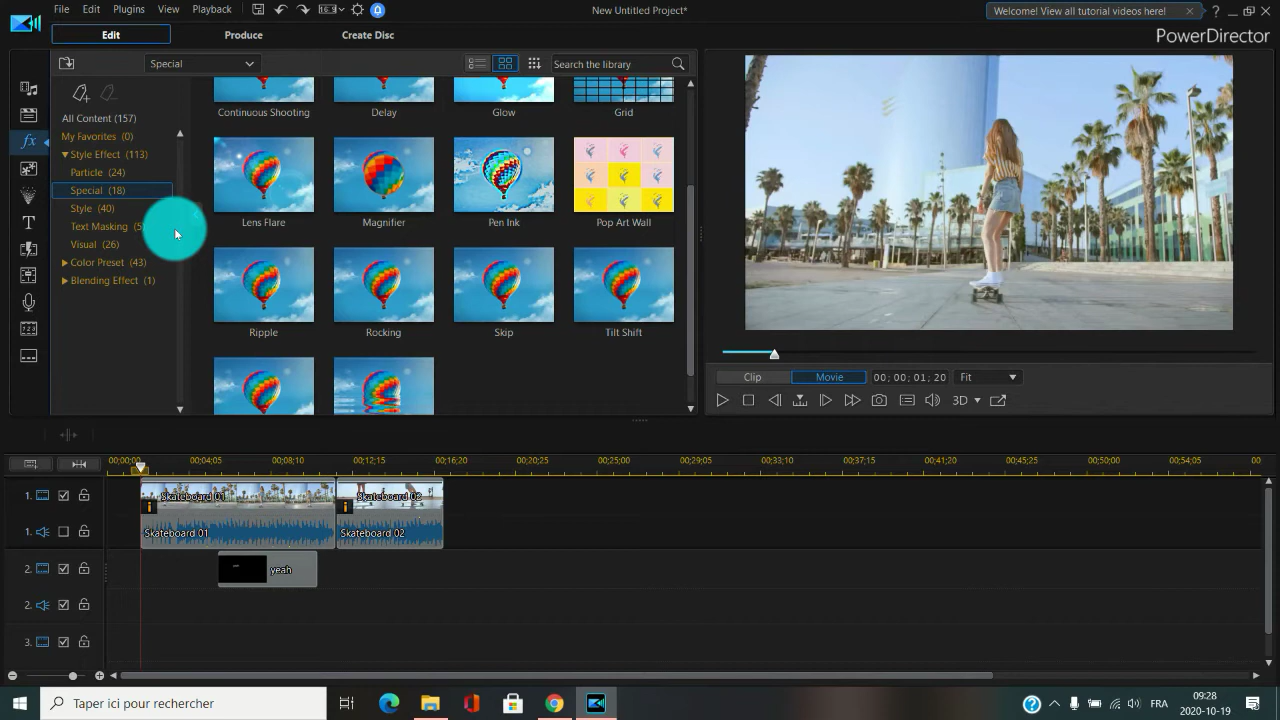 File Edit Plugins View Playback
New Untitled Project*
Welcome! View all tutorial videos here!
Edit Produce Create Disc
PowerDirector
Special
Search the library
All Content (157)
My Favorites (0)
Style Effect (113)
Particle (24)
Special (18)
Style (40)
Text Masking (5
Visual (26)
Color Preset (43)
Blending Effect (1)
fx
Continuous Shooting Delay Glow Grid
Lens Flare Magnifier Pen Ink Pop Art Wall
Ripple Rocking Skip Tilt Shift
Clip Movie 00; 00; 01; 20 Fit
3D
00;00;00 00;04;05 00;08;10 00;12;15 00;16;20 00;20;25 00;25;00 00;29;05 00;33;10 00;37;15 00;41;20 00;45;25 00;50;00 00;54;05 00;
1. Skateboard 01 Skateboard 02
1. Skateboard 01 Skateboard 02
2. yeah
2.
3.
Taper ici pour rechercher
FRA
09:28
2020-10-19